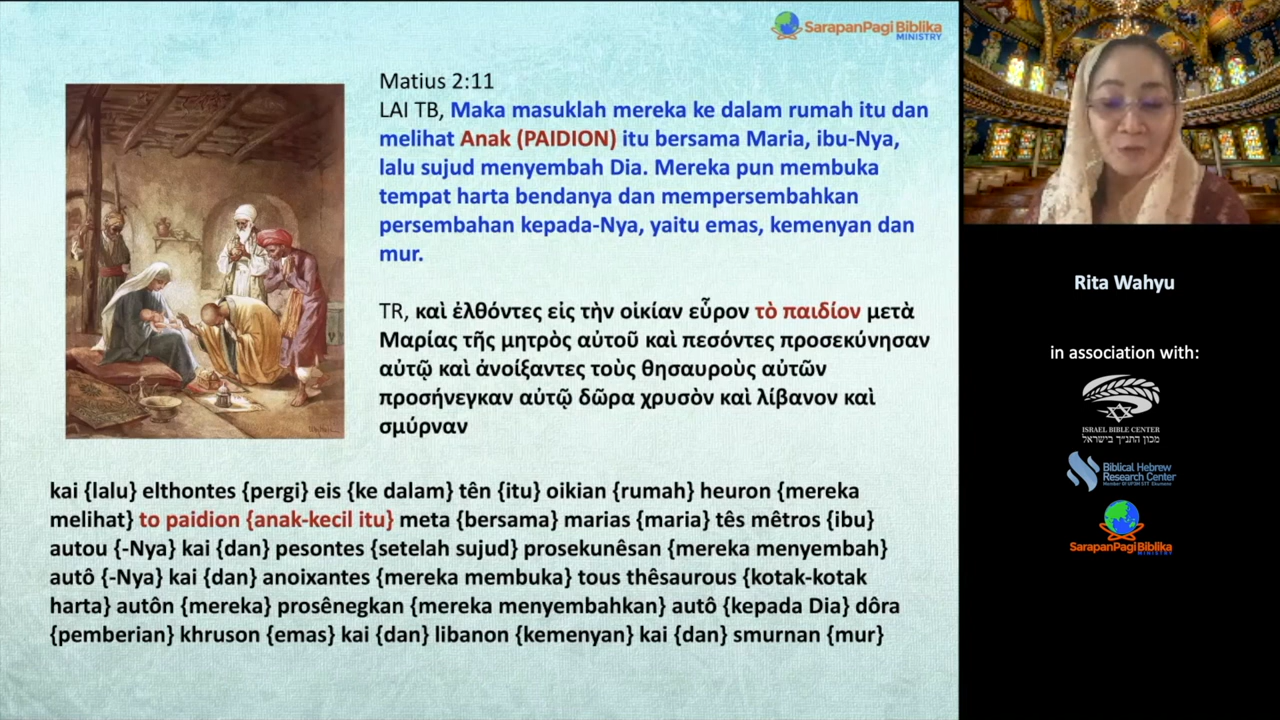 SarapanPagi Biblika
MINISTRY
Matius 2:11
LAI TB, Maka masuklah mereka ke dalam rumah itu dan
melihat Anak (PAIDION) itu bersama Maria, ibu-Nya,
lalu sujud menyembah Dia. Mereka pun membuka
tempat harta bendanya dan mempersembahkan
persembahan kepada-Nya, yaitu emas, kemenyan dan
mur.
TR, καὶ ἐλθόντες εἰς τὴν οἰκίαν εὗρον τὸ παιδίον μετὰ
Μαρίας τῆς μητρὸς αὐτοῦ καὶ πεσόντες προσεκύνησαν
αὐτῷ καὶ ἀνοίξαντες τοὺς θησαυροὺς αὐτῶν
προσήνεγκαν αὐτῷ δῶρα χρυσὸν καὶ λίβανον καὶ
σμύρναν
kai {lalu} elthontes {pergi} eis {ke dalam} tên {itu} oikian {rumah} heuron {mereka
melihat} to paidion {anak-kecil itu} meta {bersama} marias {maria} tês mêtros {ibu}
autou {-Nya} kai {dan} pesontes {setelah sujud} prosekunêsan {mereka menyembah}
autô {-Nya} kai {dan} anoixantes {mereka membuka} tous thêsaurous {kotak-kotak
harta} autôn {mereka} prosênegkan {mereka menyembahkan} autô {kepada Dia} dôra
{pemberian} khruson {emas} kai {dan} libanon {kemenyan} kai {dan} smurnan {mur}
Rita Wahyu
in association with:
ISRAEL BIBLE CENTER
מכון התנ״ך בישראל
Biblical Hebrew
Research Center
SarapanPagi Biblika
MINISTRY